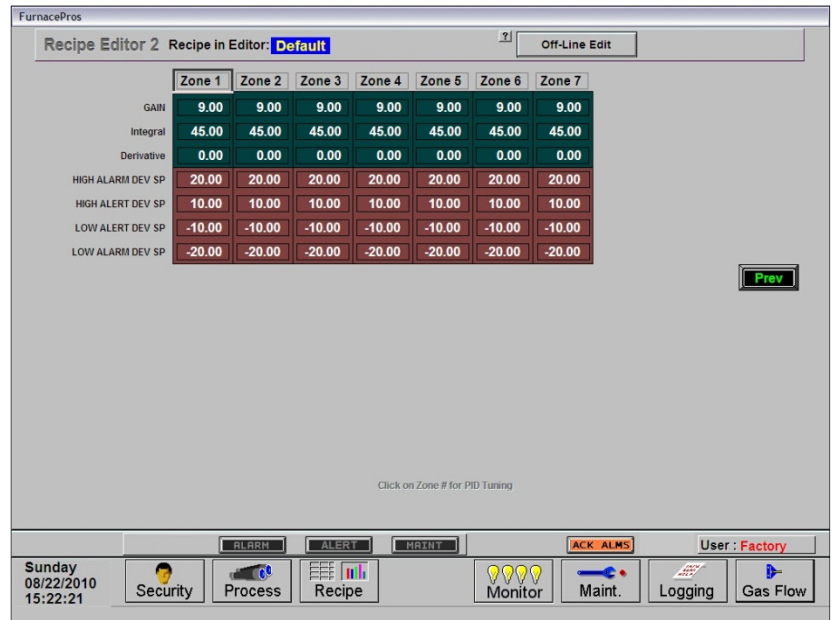 FurnacePros
Recipe Editor 2 Recipe in Editor: Default ? Off-Line Edit
Zone 1 Zone 2 Zone 3 Zone 4 Zone 5 Zone 6 Zone 7
GAIN 9.00 9.00 9.00 9.00 9.00 9.00 9.00
Integral 45.00 45.00 45.00 45.00 45.00 45.00 45.00
Derivative 0.00 0.00 0.00 0.00 0.00 0.00 0.00
HIGH ALARM DEV SP 20.00 20.00 20.00 20.00 20.00 20.00 20.00
HIGH ALERT DEV SP 10.00 10.00 10.00 10.00 10.00 10.00 10.00
LOW ALERT DEV SP -10.00 -10.00 -10.00 -10.00 -10.00 -10.00 -10.00
LOW ALARM DEV SP -20.00 -20.00 -20.00 -20.00 -20.00 -20.00 -20.00
Prev
Click on Zone # for PID Tuning
ALARM ALERT MAINT ACK ALMS User : Factory
Sunday
08/22/2010
15:22:21
Security Process Recipe Monitor Maint. Logging Gas Flow